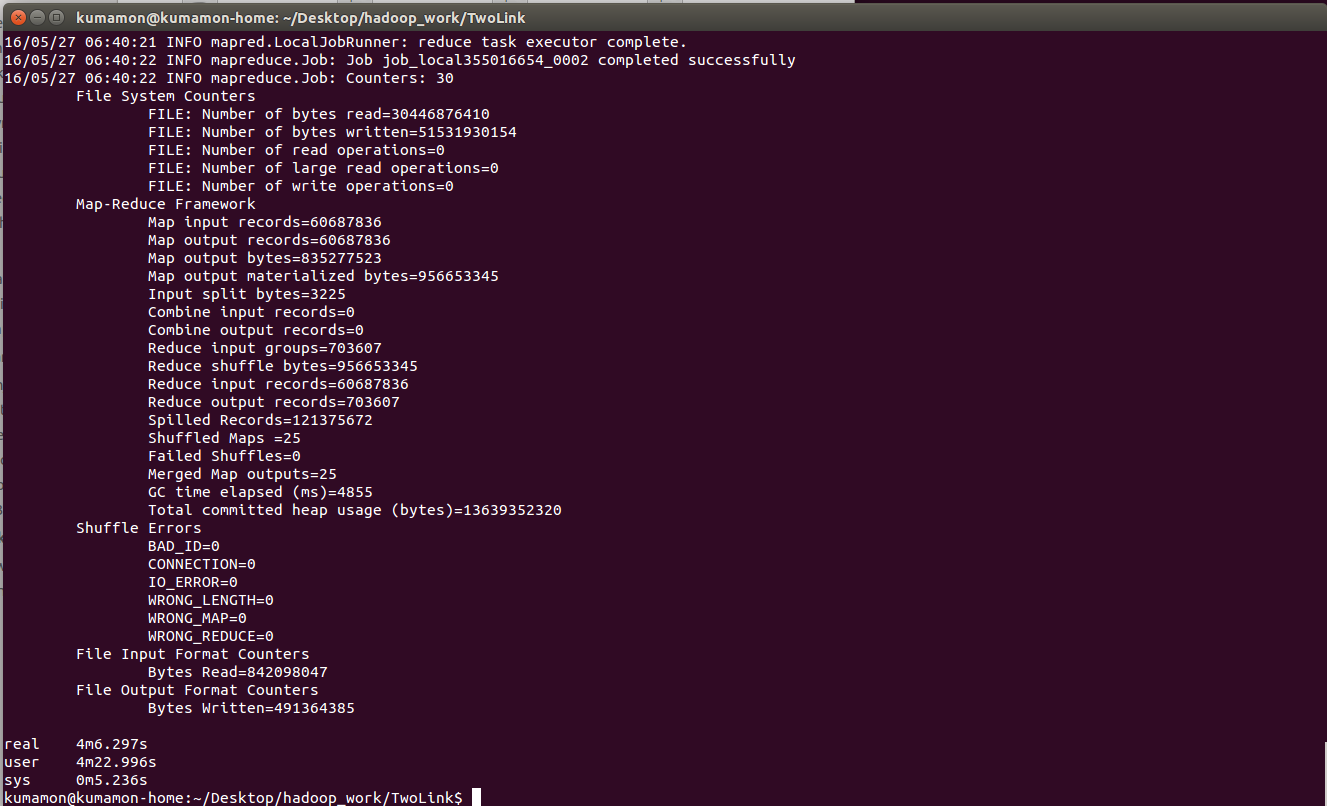 kumamon@kumamon-home: ~/Desktop/hadoop_work/TwoLink
16/05/27 06:40:21 INFO mapred.LocalJobRunner: reduce task executor complete.
16/05/27 06:40:22 INFO mapreduce.Job: Job job_local355016654_0002 completed successfully
16/05/27 06:40:22 INFO mapreduce.Job: Counters: 30
File System Counters
FILE: Number of bytes read=30446876410
FILE: Number of bytes written=51531930154
FILE: Number of read operations=0
FILE: Number of large read operations=0
FILE: Number of write operations=0
Map-Reduce Framework
Map input records=60687836
Map output records=60687836
Map output bytes=835277523
Map output materialized bytes=956653345
Input split bytes=3225
Combine input records=0
Combine output records=0
Reduce input groups=703607
Reduce shuffle bytes=956653345
Reduce input records=60687836
Reduce output records=703607
Spilled Records=121375672
Shuffled Maps =25
Failed Shuffles=0
Merged Map outputs=25
GC time elapsed (ms)=4855
Total committed heap usage (bytes)=13639352320
Shuffle Errors
BAD_ID=0
CONNECTION=0
IO_ERROR=0
WRONG_LENGTH=0
WRONG_MAP=0
WRONG_REDUCE=0
File Input Format Counters
Bytes Read=842098047
File Output Format Counters
Bytes Written=491364385
real 4m6.297s
user 4m22.996s
sys 0m5.236s
kumamon@kumamon-home:~/Desktop/hadoop_work/TwoLink$